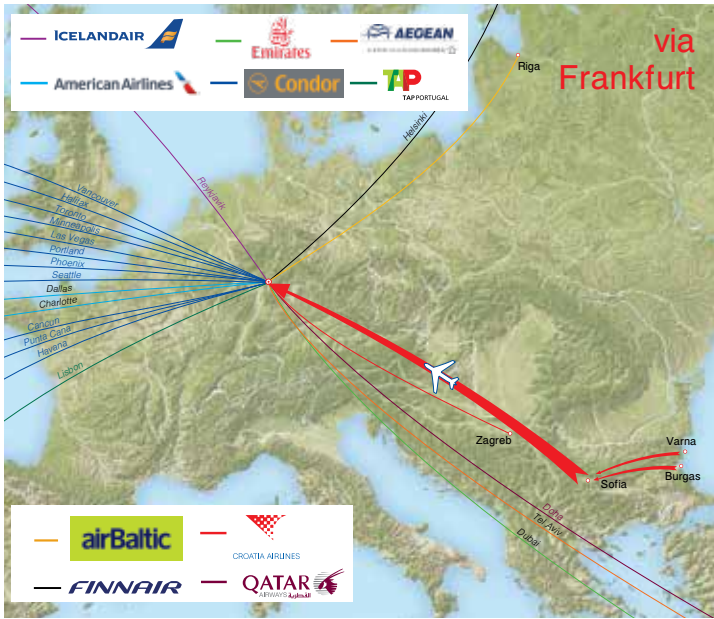 ICELANDAIR
Emirates
AEGEAN
American Airlines
Condor
TAP
TAP PORTUGAL
via
Frankfurt
Riga
Helsinki
Reykjavik
Vancouver
Halifax
Toronto
Minneapolis
Las Vegas
Portland
Phoenix
Seattle
Dallas
Charlotte
Cancun
Punta Cana
Havana
Lisbon
Zagreb
Varna
Burgas
Sofia
Doha
Tel Aviv
Dubai
airBaltic
CROATIA AIRLINES
FINNAIR
QATAR
AIRWAYS القطرية